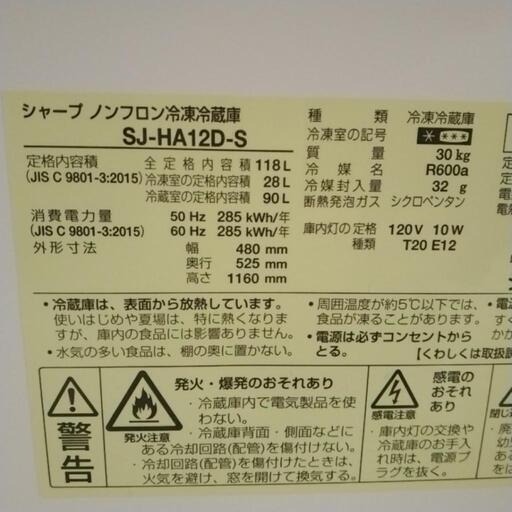 シャープ ノンフロン冷凍冷蔵庫
SJ-HA12D-S
定格内容積
(JIS C 9801-3:2015)
全定格内容積 118 L
冷凍室の定格内容積 28 L
冷蔵室の定格内容積 90 L
消費電力量
(JIS C 9801-3:2015)
50 Hz 285 kWh/年
60 Hz 285 kWh/年
外形寸法
幅 480 mm
奥行 525 mm
高さ 1160 mm
種類 冷凍冷蔵庫
冷凍室の記号
質量 30 kg
冷媒名 R600a
冷媒封入量 32 g
断熱発泡ガス シクロペンタン
庫内灯の定格 120V 10W
種類 T20 E12
• 冷蔵庫は、表面から放熱しています。
使いはじめや夏場は、特に熱くなりま
すが、庫内の食品には影響ありません。
• 水気の多い食品は、棚の奥に置かない。
• 周囲温度が約5℃以下では、
食品が凍ることがあります。
• 電源は必ずコンセントから
とる。
【くわしくは取扱説
警告
発火・爆発のおそれあり
発火注意
・冷蔵庫内で電気製品を使
わない。
・冷蔵庫背面・側面などに
ある冷却回路(配管)を傷付けない。
・冷却回路(配管)を傷付けたときは、
火気を避け、窓を開けて換気する。
感電注意
感電の
おそれ
あり
・庫内灯の交換や
冷蔵庫のお手入
れ時は、電源プ
ラグを抜く。